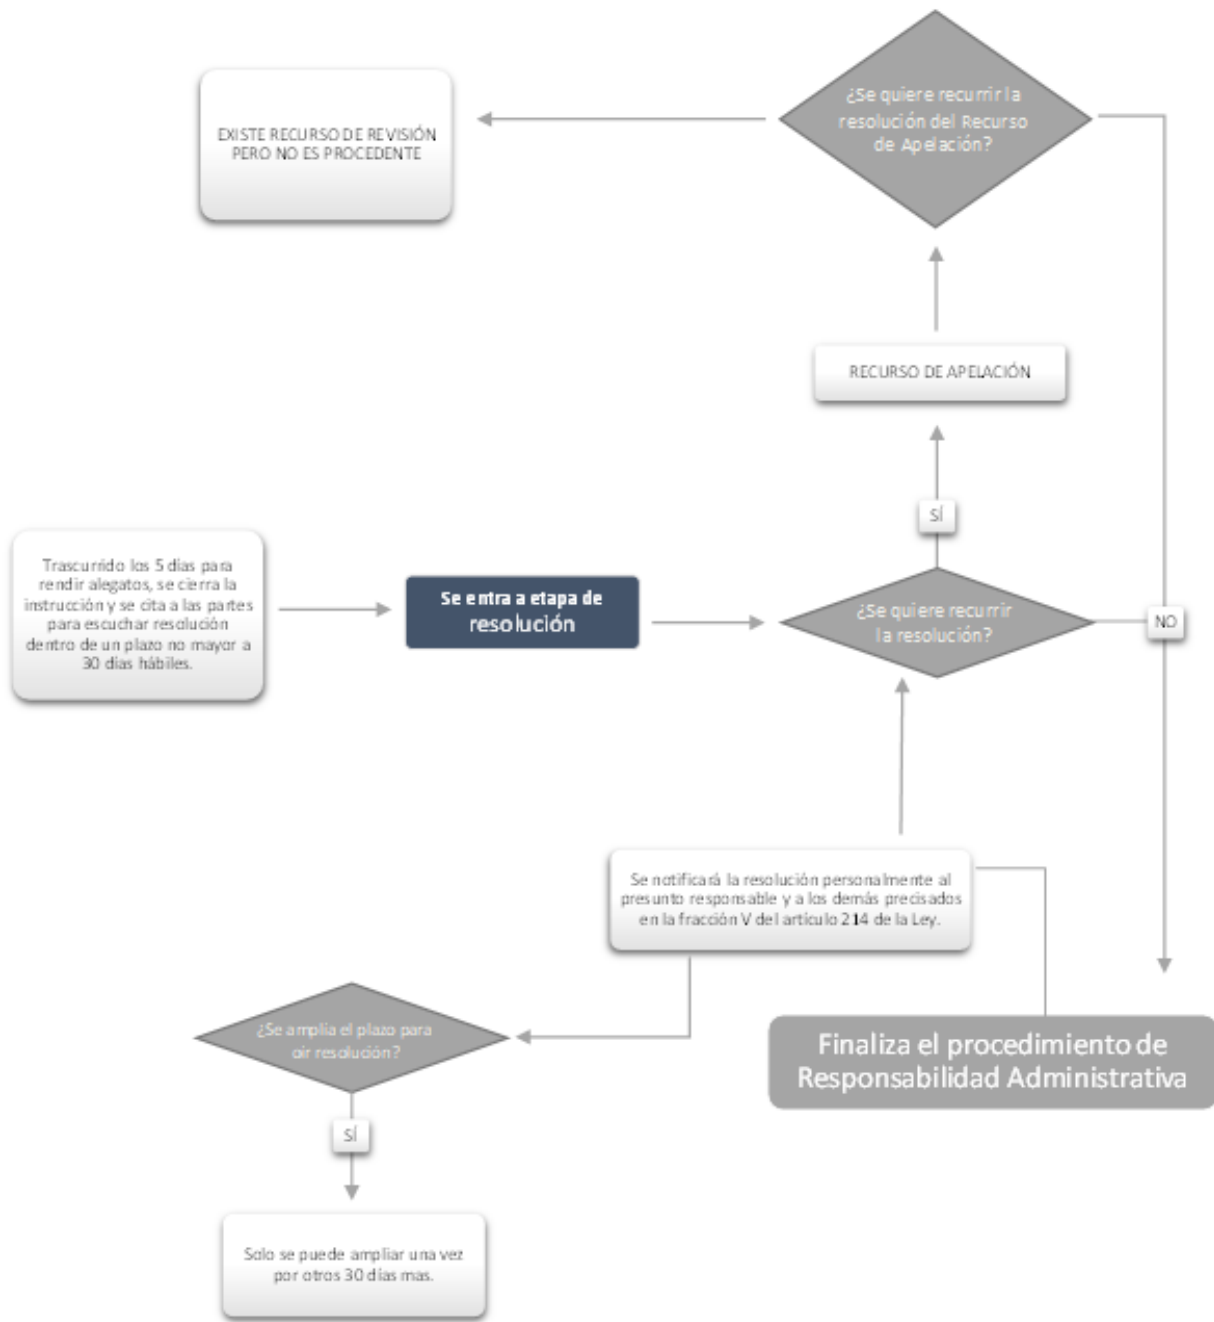 ¿Se quiere recurrir la
resolución del Recurso
de Apelación?
EXISTE RECURSO DE REVISIÓN
PERO NO ES PROCEDENTE
RECURSO DE APELACIÓN
SÍ
Trascurrido los 5 días para
rendir alegatos, se cierra la
instrucción y se cita a las partes
para escuchar resolución
dentro de un plazo no mayor a
30 días hábiles.
Se entra a etapa de
resolución
¿Se quiere recurrir
la resolución?
NO
Se notificará la resolución personalmente al
presunto responsable y a los demás precisados
en la fracción V del artículo 214 de la Ley.
¿Se amplia el plazo para
oir resolución?
Finaliza el procedimiento de
Responsabilidad Administrativa
SÍ
Solo se puede ampliar una vez
por otros 30 días mas.